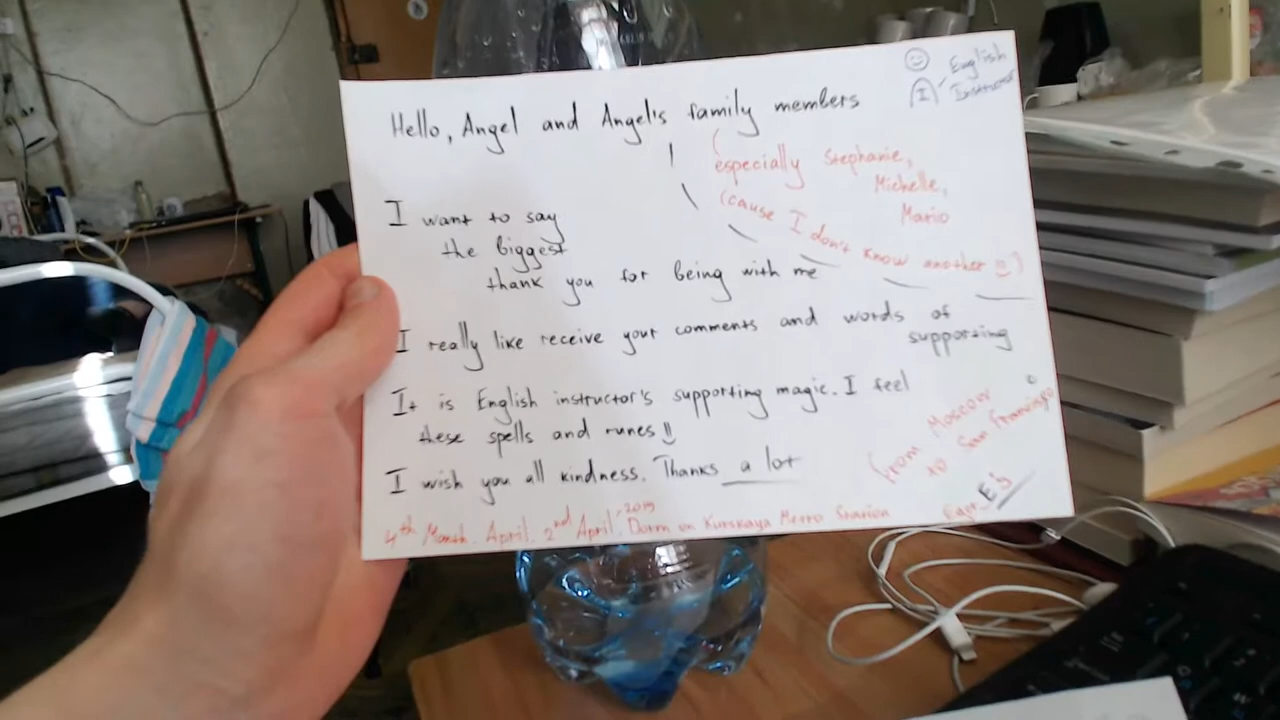 English
Instructor
I
Hello, Angel and Angel's family members
especially Stephanie,
Michelle,
Mario
(cause I don't know another)
I want to say
the biggest
thank you for being with me
I really like receive your comments and words of
supporting
It is English instructor's supporting magic. I feel
these spells and runes!!
I wish you all kindness. Thanks a lot
from Moscow
to San Francisco
4th Month. April. 2nd April. 2019 Dorm on Kurskaya Metro Station
Egor